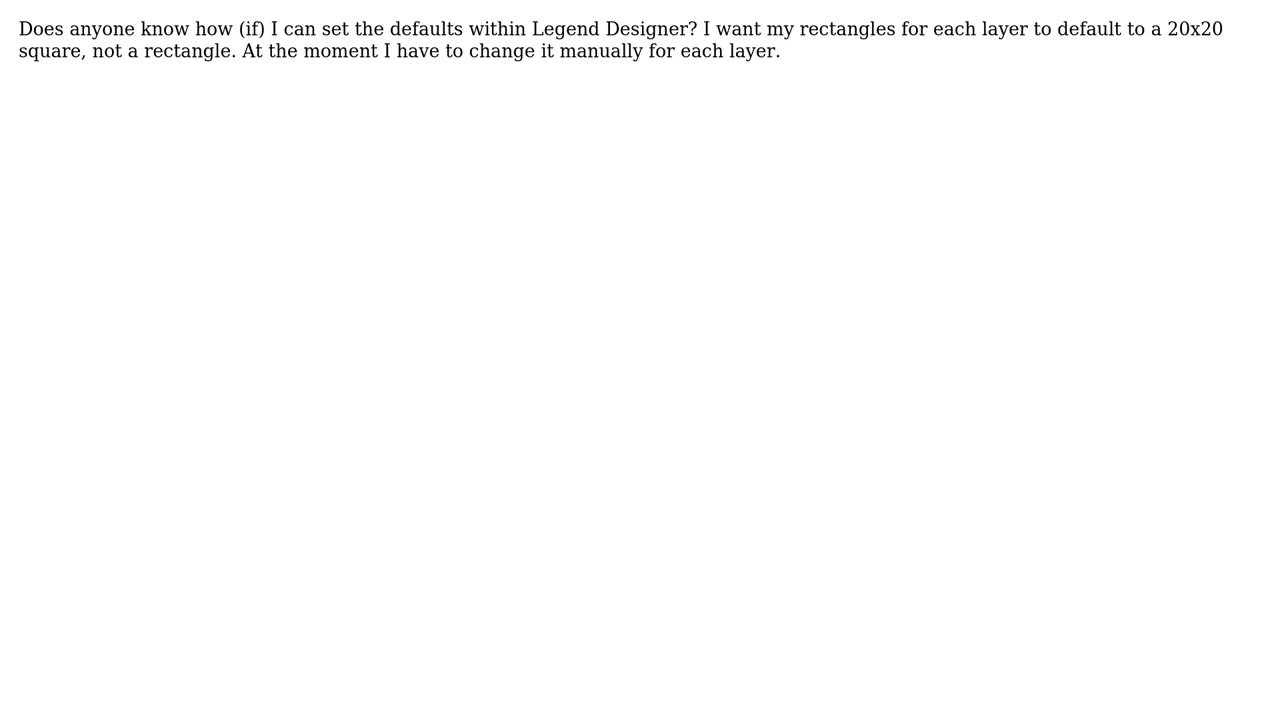 Does anyone know how (if) I can set the defaults within Legend Designer? I want my rectangles for each layer to default to a 20x20
square, not a rectangle. At the moment I have to change it manually for each layer.